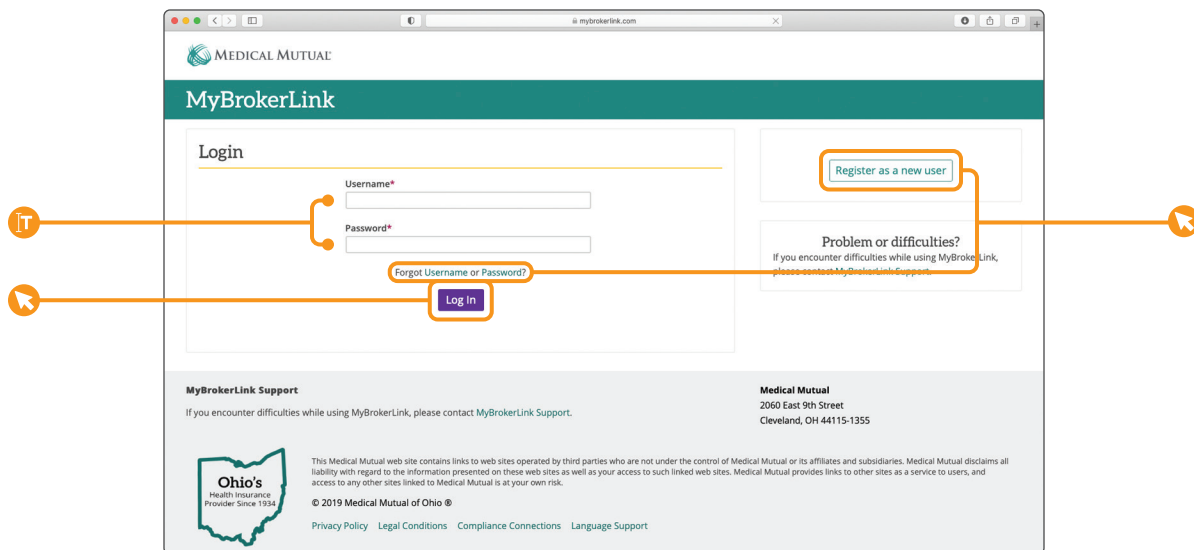 mybrokerlink.com
MEDICAL MUTUAL®
MyBrokerLink
Login
Username*
Password*
Forgot Username or Password?
Log In
Register as a new user
Problem or difficulties?
If you encounter difficulties while using MyBrokerLink,
please contact MyBrokerLink Support.
MyBrokerLink Support
If you encounter difficulties while using MyBrokerLink, please contact MyBrokerLink Support.
Medical Mutual
2060 East 9th Street
Cleveland, OH 44115-1355
Ohio's
Health Insurance
Provider Since 1934
This Medical Mutual web site contains links to web sites operated by third parties who are not under the control of Medical Mutual or its affiliates and subsidiaries. Medical Mutual disclaims all
liability with regard to the information presented on these web sites as well as your access to such linked web sites. Medical Mutual provides links to other sites as a service to users, and
access to any other sites linked to Medical Mutual is at your own risk.
© 2019 Medical Mutual of Ohio ®
Privacy Policy Legal Conditions Compliance Connections Language Support
T